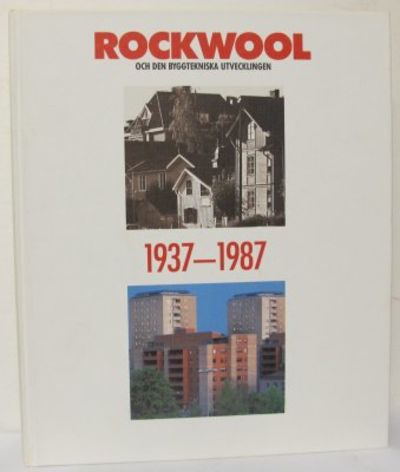 ROCKWOOL
OCH DEN BYGGTEKNISKA UTVECKLINGEN
1937—1987